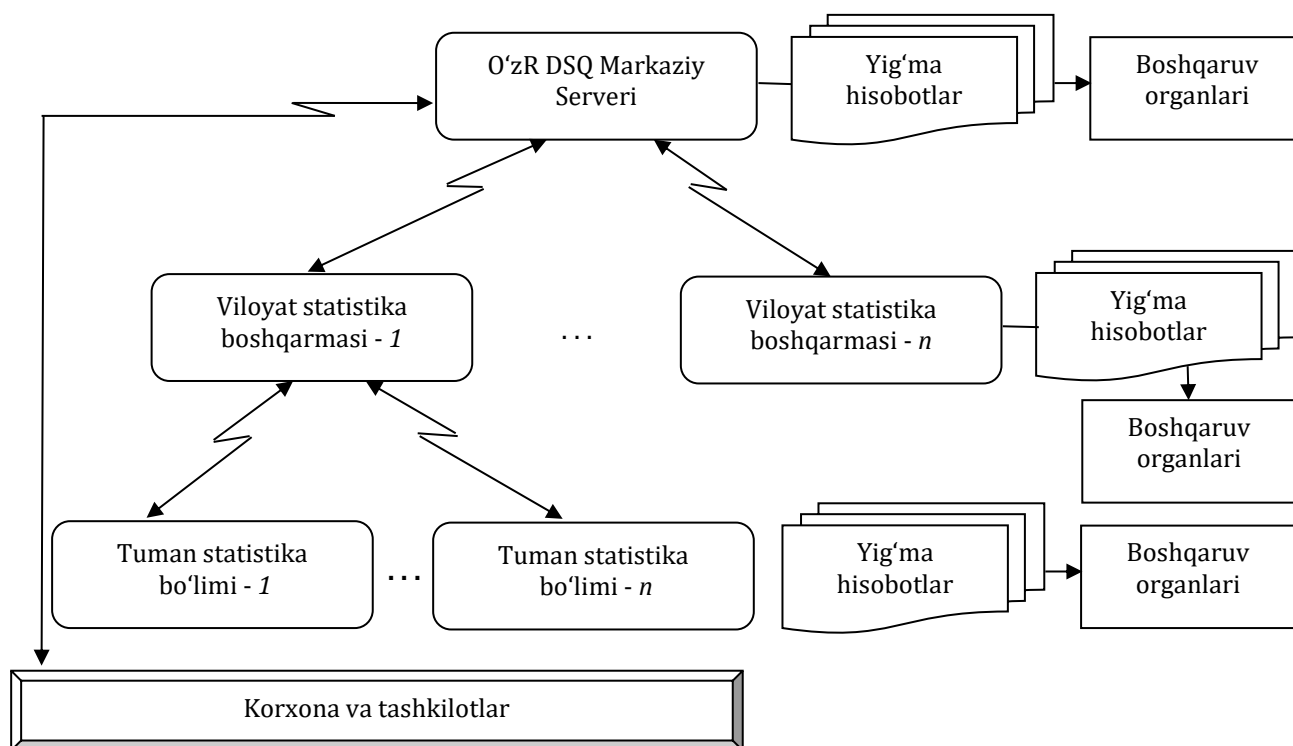 O‘zR DSQ Markaziy
Serveri
Yig‘ma
hisobotlar
Boshqaruv
organlari
Viloyat statistika
boshqarmasi - 1
...
Viloyat statistika
boshqarmasi - n
Yig‘ma
hisobotlar
Boshqaruv
organlari
Tuman statistika
bo‘limi - 1
...
Tuman statistika
bo‘limi - n
Yig‘ma
hisobotlar
Boshqaruv
organlari
Korxona va tashkilotlar